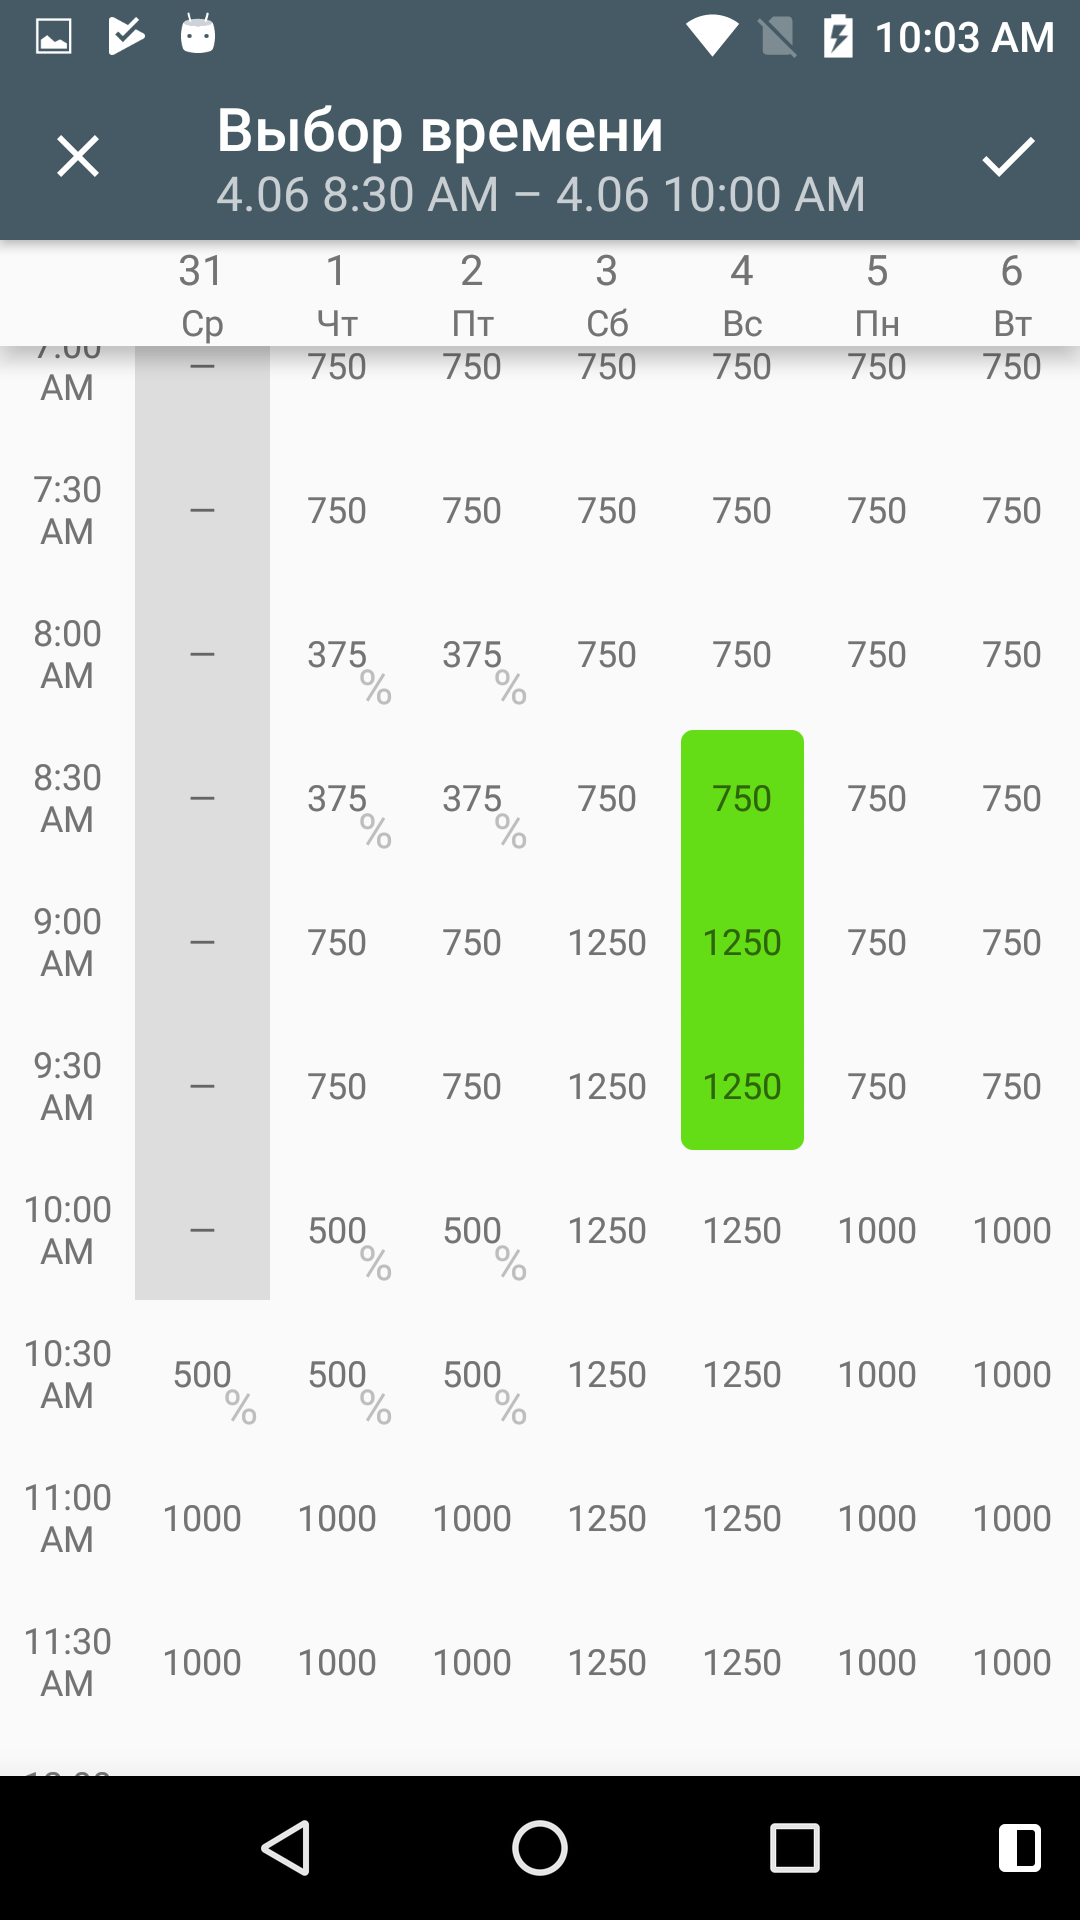 10:03 AM
Выбор времени
4.06 8:30 AM – 4.06 10:00 AM
31 1 2 3 4 5 6
Ср Чт Пт Сб Вс Пн Вт
7:00 AM — 750 750 750 750 750 750
7:30 AM — 750 750 750 750 750 750
8:00 AM — 375 % 375 % 750 750 750 750
8:30 AM — 375 % 375 % 750 750 750 750
9:00 AM — 750 750 1250 1250 750 750
9:30 AM — 750 750 1250 1250 750 750
10:00 AM — 500 % 500 % 1250 1250 1000 1000
10:30 AM 500 % 500 % 500 % 1250 1250 1000 1000
11:00 AM 1000 1000 1000 1250 1250 1000 1000
11:30 AM 1000 1000 1000 1250 1250 1000 1000